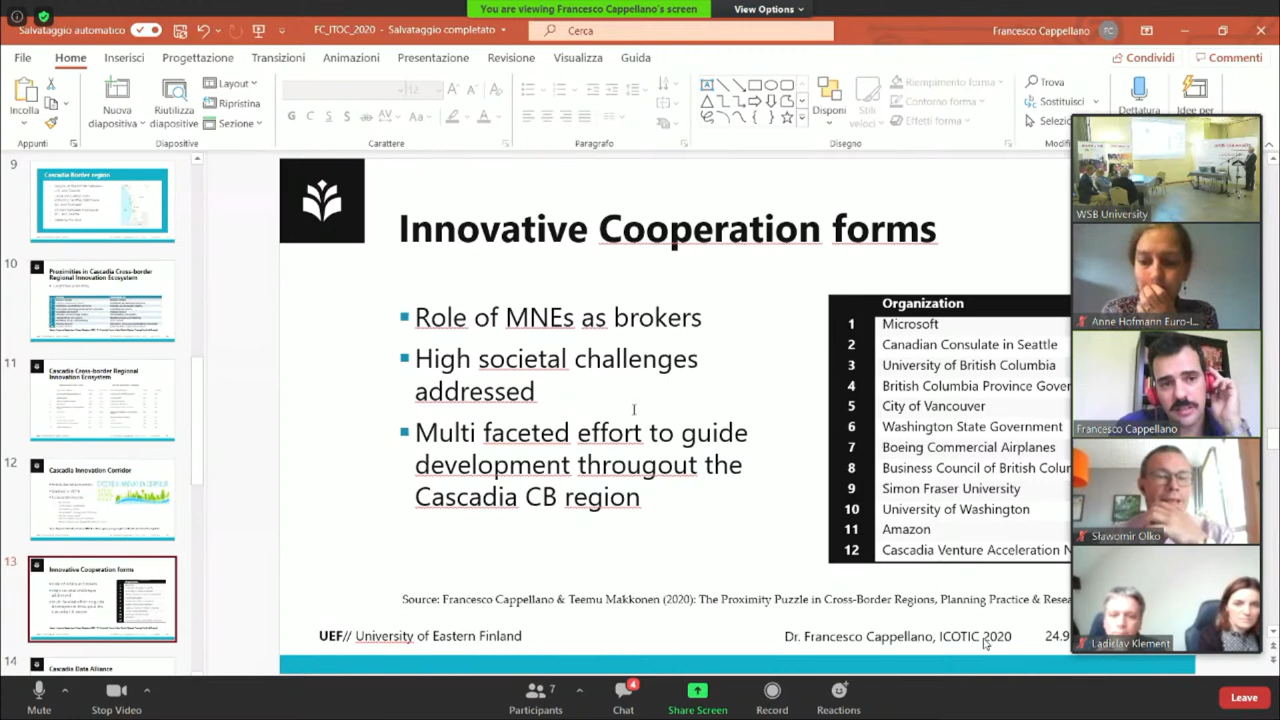 You are viewing Francesco Cappellano's screen
View Options
Salvataggio automatico
FC_ITOC_2020 - Salvataggio completato
Cerca
Francesco Cappellano
FC
File
Home
Inserisci
Progettazione
Transizioni
Animazioni
Presentazione
Revisione
Visualizza
Guida
Condividi
Commenti
Incolla
Nuova
diapositiva
Riutilizza
diapositive
Layout
Ripristina
Sezione
Disponi
Stili
veloci
Riempimento forma
Contorno forma
Effetti forma
Trova
Sostituisci
Selezio
Dettatura
Idee per
Appunti
Diapositive
Carattere
Paragrafo
Disegno
Modifi
9
Cascadia Border region
10
Proximities in Cascadia Cross-border
Regional Innovation Ecosystem
11
Cascadia Cross-border Regional
Innovation Ecosystem
12
Cascadia Innovation Corridor
13
Innovative Cooperation forms
14
Cascadia Data Alliance
Innovative Cooperation forms
Role of MNEs as brokers
High societal challenges
addressed
Multi faceted effort to guide
development througout the
Cascadia CB region
Organization
1 Microsoft
2 Canadian Consulate in Seattle
3 University of British Columbia
4 British Columbia Province Gover
5 City of Vancouver
6 Washington State Government
7 Boeing Commercial Airplanes
8 Business Council of British Colum
9 Simon Fraser University
10 University of Washington
11 Amazon
12 Cascadia Venture Acceleration N
Source: Francesco Cappellano & Teemu Makkonen (2020): The Proximity Puzzle in Cross-Border Regions, Planning Practice & Resea
UEF// University of Eastern Finland
Dr. Francesco Cappellano, ICOTIC 2020
24.9
WSB University
Anne Hofmann Euro-I...
Francesco Cappellano
Sławomir Olko
Ladislav Klement
Mute
Stop Video
7
Participants
4
Chat
Share Screen
Record
Reactions
Leave